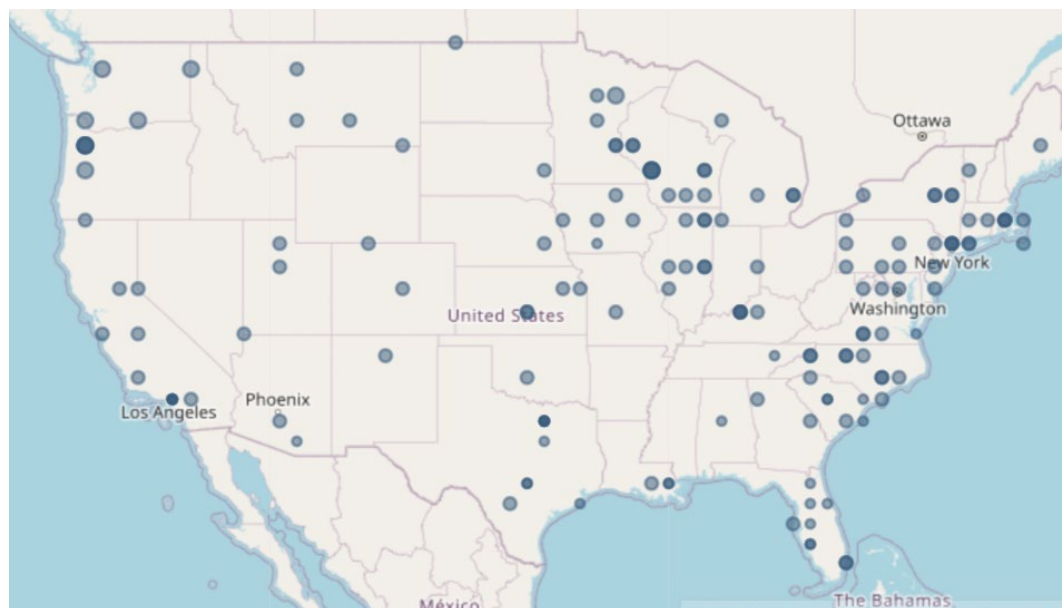 Ottawa
New York
Washington
United States
Phoenix
Los Angeles
México
The Bahamas